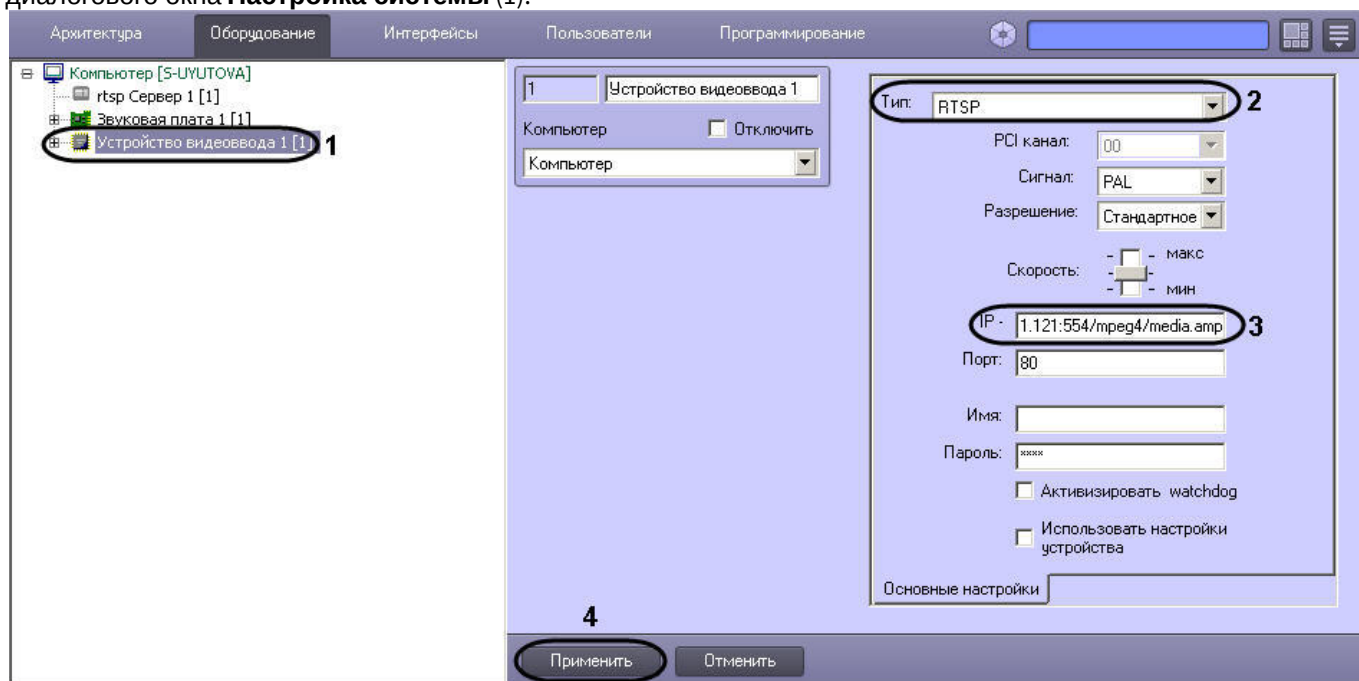 диалогового окна Настройка системы (1).
Архитектура Оборудование Интерфейсы Пользователи Программирование
Компьютер [S-UYUTOVA]
rtsp Сервер 1 [1]
Звуковая плата 1 [1]
Устройство видеоввода 1 [1] 1
1 Устройство видеоввода 1
Компьютер Отключить
Компьютер
Тип: RTSP 2
PCI канал: 00
Сигнал: PAL
Разрешение: Стандартное
- - макс
Скорость: - -
- - мин
IP - 1.121:554/mpeg4/media.amp 3
Порт: 80
Имя:
Пароль: ××××
Активизировать watchdog
Использовать настройки
устройства
Основные настройки
4
Применить Отменить